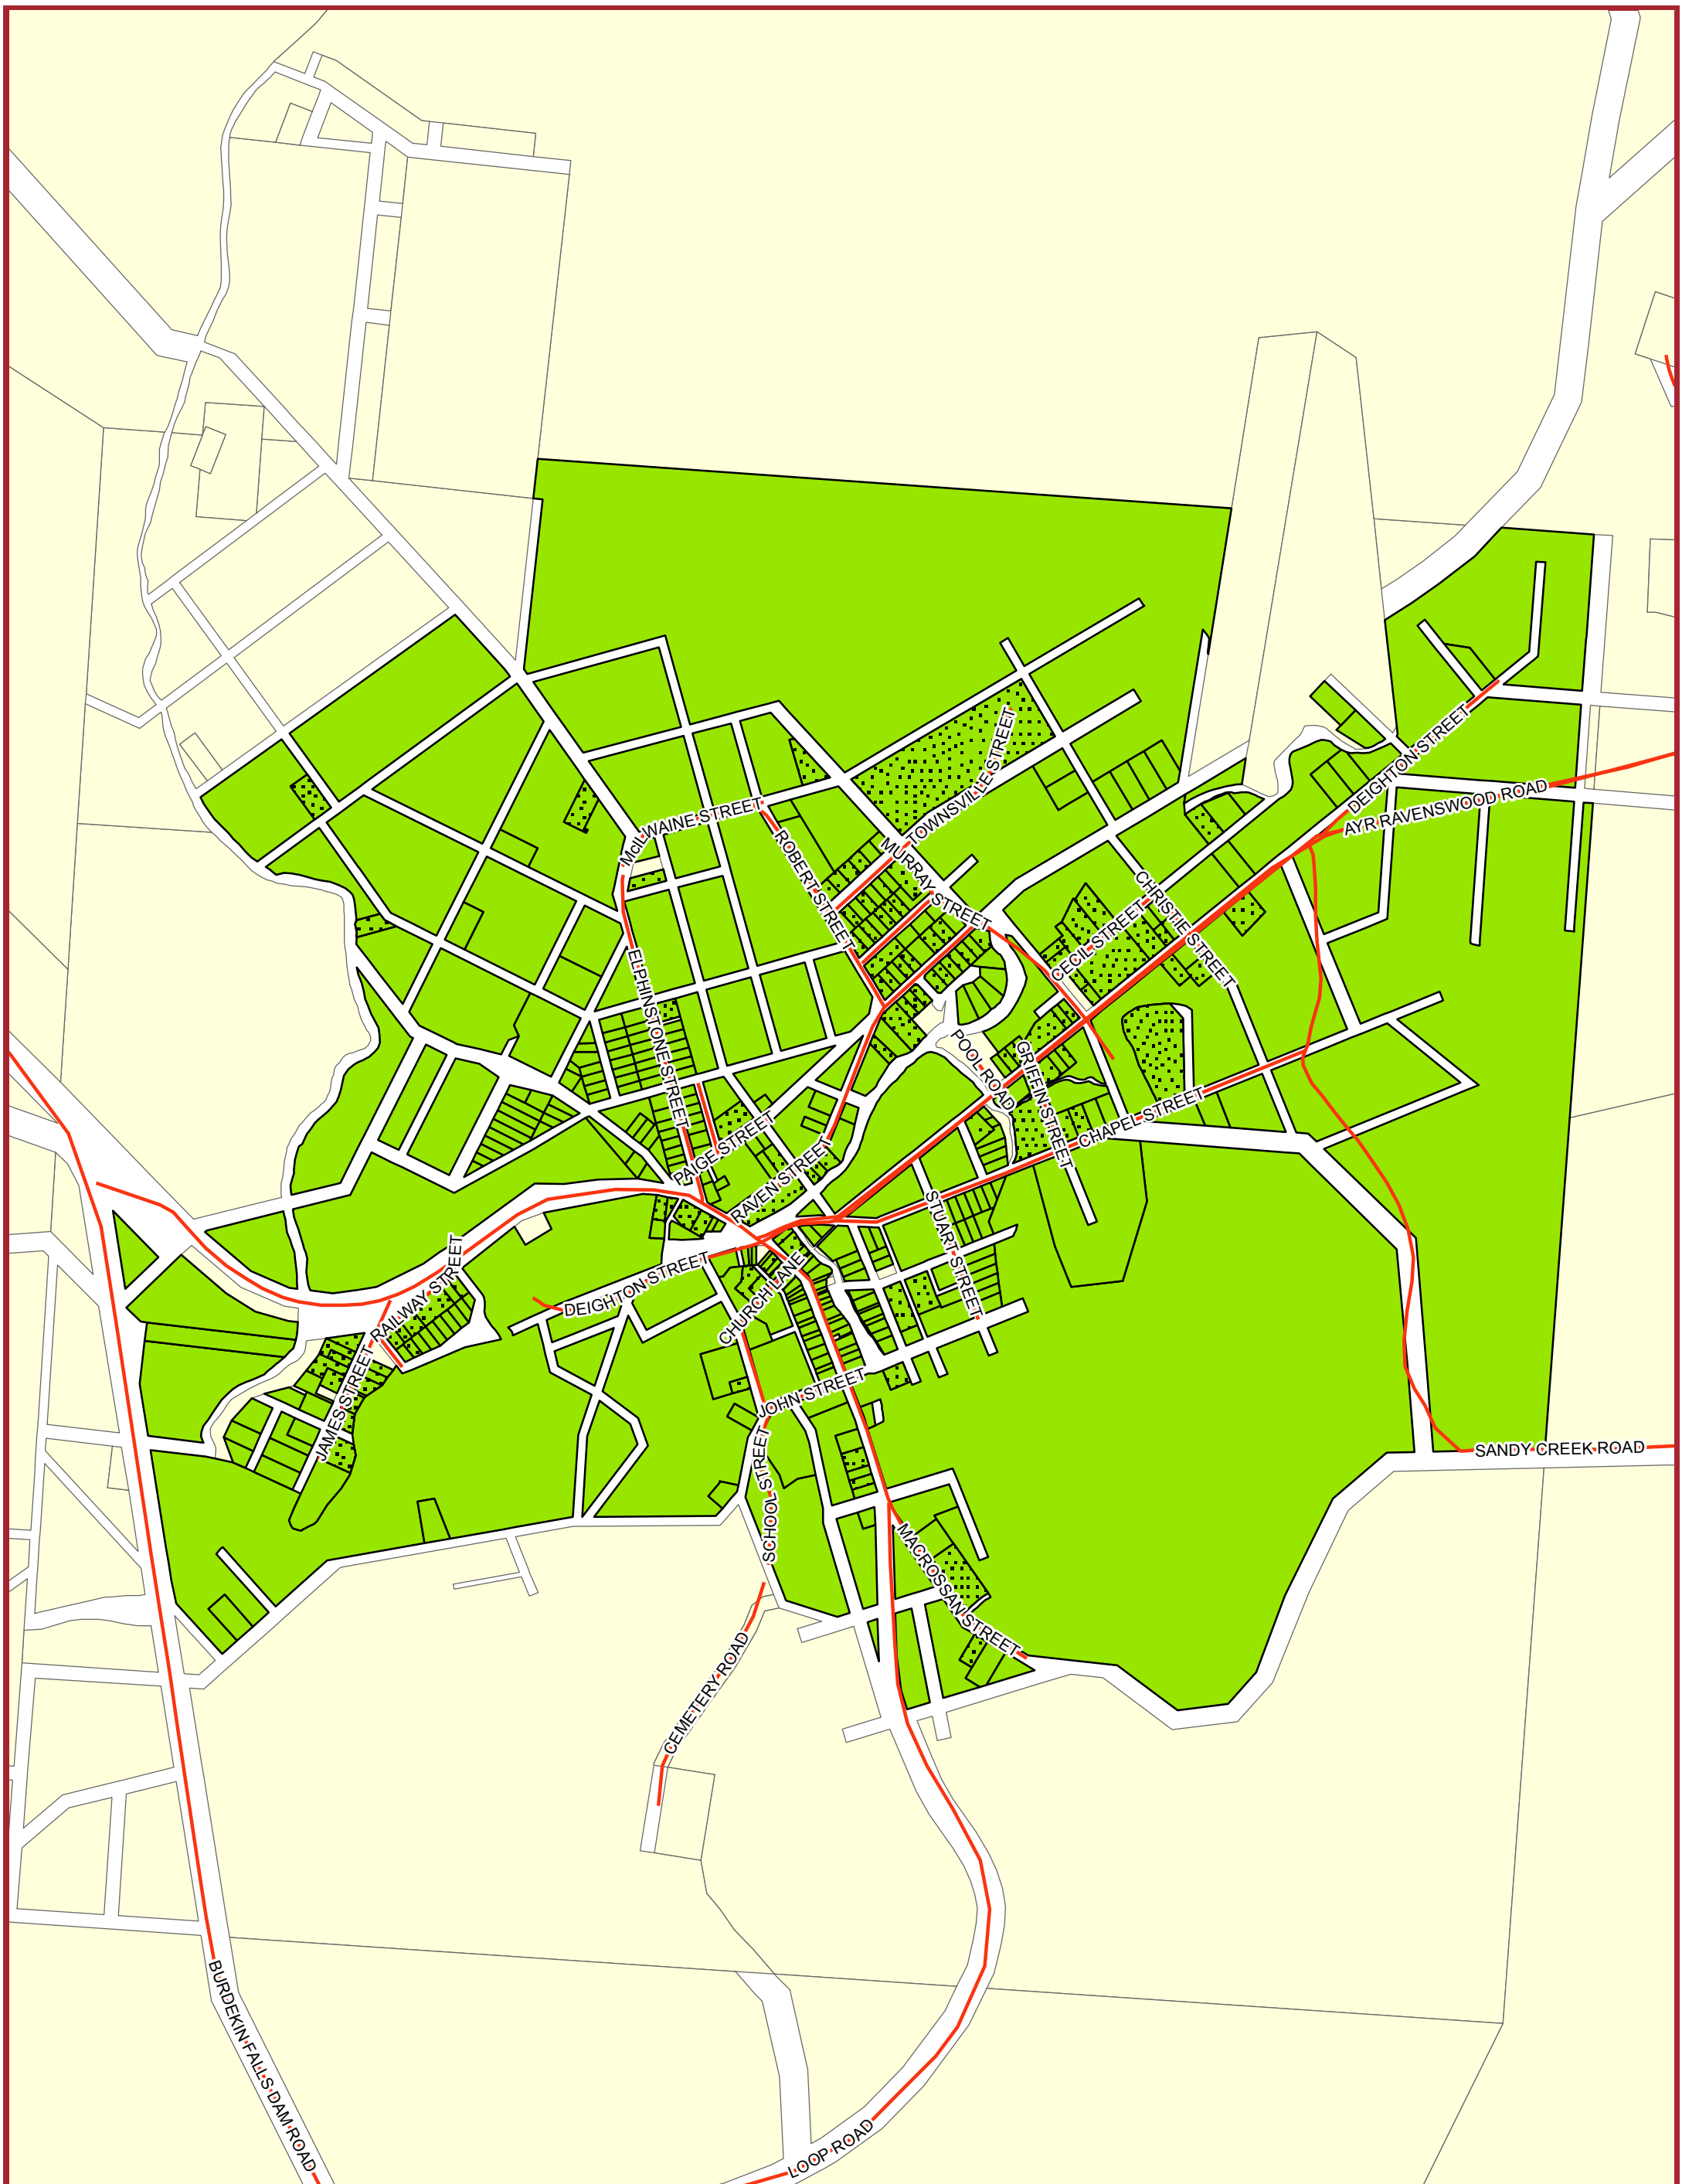 DEIGHTON STREET
AYR RAVENSWOOD ROAD
McILWAINE STREET
TOWNSVILLE STREET
ROBERT STREET
MURRAY STREET
CHRISTIE STREET
CECIL STREET
ELPHINSTONE STREET
POOL ROAD
GRIFFIN STREET
CHAPEL STREET
PAIGE STREET
RAVEN STREET
STUART STREET
RAILWAY STREET
DEIGHTON STREET
CHURCH LANE
JAMES STREET
JOHN STREET
SCHOOL STREET
SANDY CREEK ROAD
MACROSSAN STREET
CEMETERY ROAD
BURDEKIN FALLS DAM ROAD
LOOP ROAD